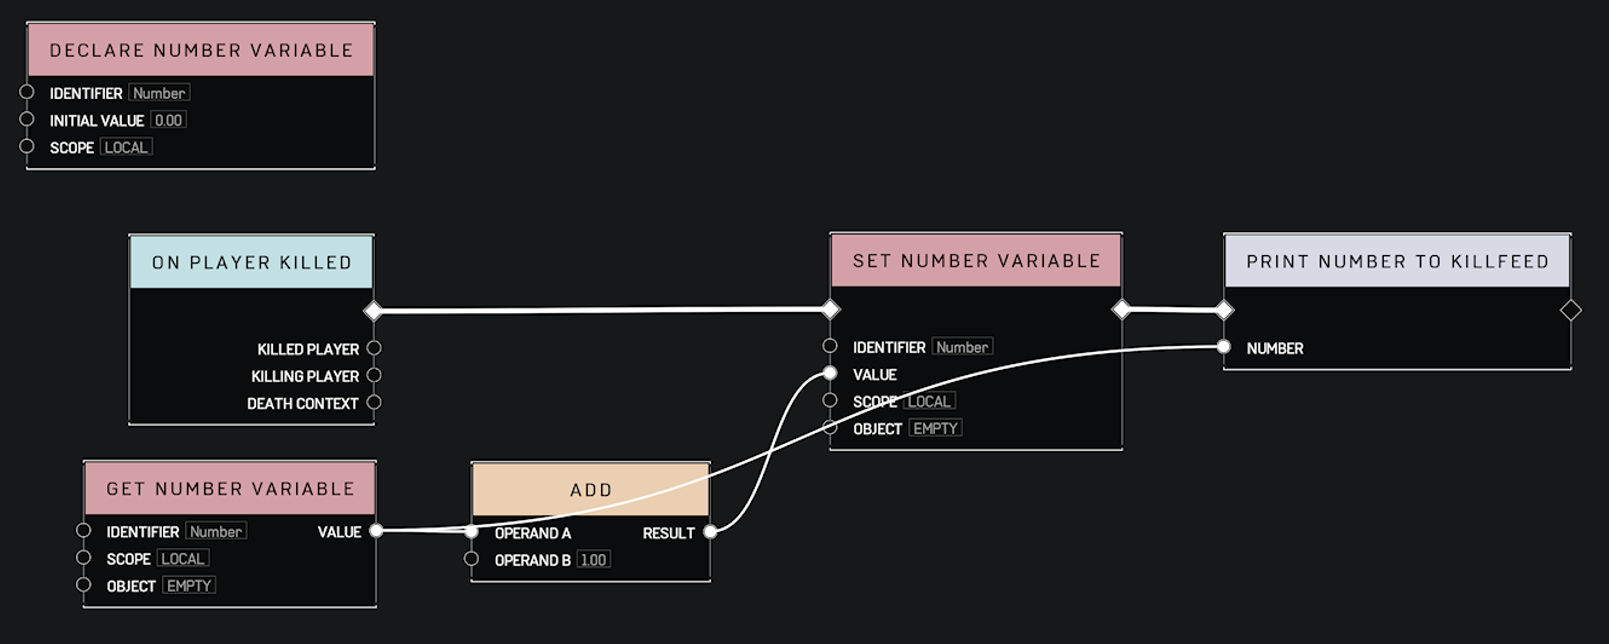 DECLARE NUMBER VARIABLE
IDENTIFIER Number
INITIAL VALUE 0.00
SCOPE LOCAL
ON PLAYER KILLED
KILLED PLAYER
KILLING PLAYER
DEATH CONTEXT
SET NUMBER VARIABLE
IDENTIFIER Number
VALUE
SCOPE LOCAL
OBJECT EMPTY
PRINT NUMBER TO KILLFEED
NUMBER
GET NUMBER VARIABLE
IDENTIFIER Number VALUE
SCOPE LOCAL
OBJECT EMPTY
ADD
OPERAND A RESULT
OPERAND B 1.00